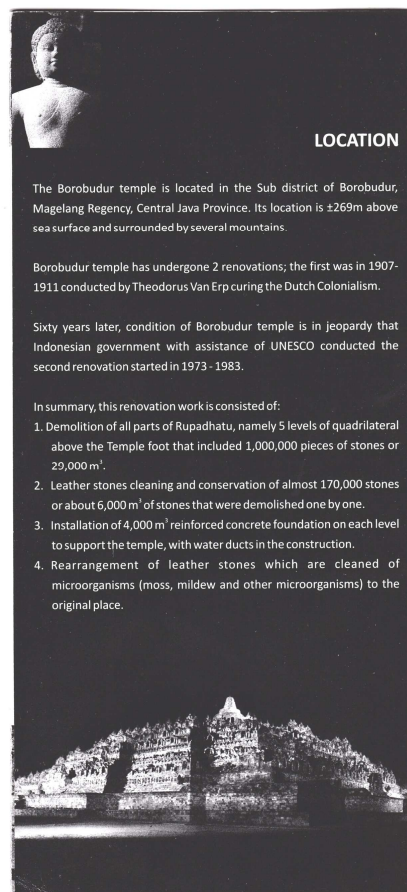 LOCATION
The Borobudur temple is located in the Sub district of Borobudur,
Magelang Regency, Central Java Province. Its location is ±269m above
sea surface and surrounded by several mountains.
Borobudur temple has undergone 2 renovations; the first was in 1907-
1911 conducted by Theodorus Van Erp curing the Dutch Colonialism.
Sixty years later, condition of Borobudur temple is in jeopardy that
Indonesian government with assistance of UNESCO conducted the
second renovation started in 1973 - 1983.
In summary, this renovation work is consisted of:
1. Demolition of all parts of Rupadhatu, namely 5 levels of quadrilateral
above the Temple foot that included 1,000,000 pieces of stones or
29,000 m³.
2. Leather stones cleaning and conservation of almost 170,000 stones
or about 6,000 m³ of stones that were demolished one by one.
3. Installation of 4,000 m³ reinforced concrete foundation on each level
to support the temple, with water ducts in the construction.
4. Rearrangement of leather stones which are cleaned of
microorganisms (moss, mildew and other microorganisms) to the
original place.